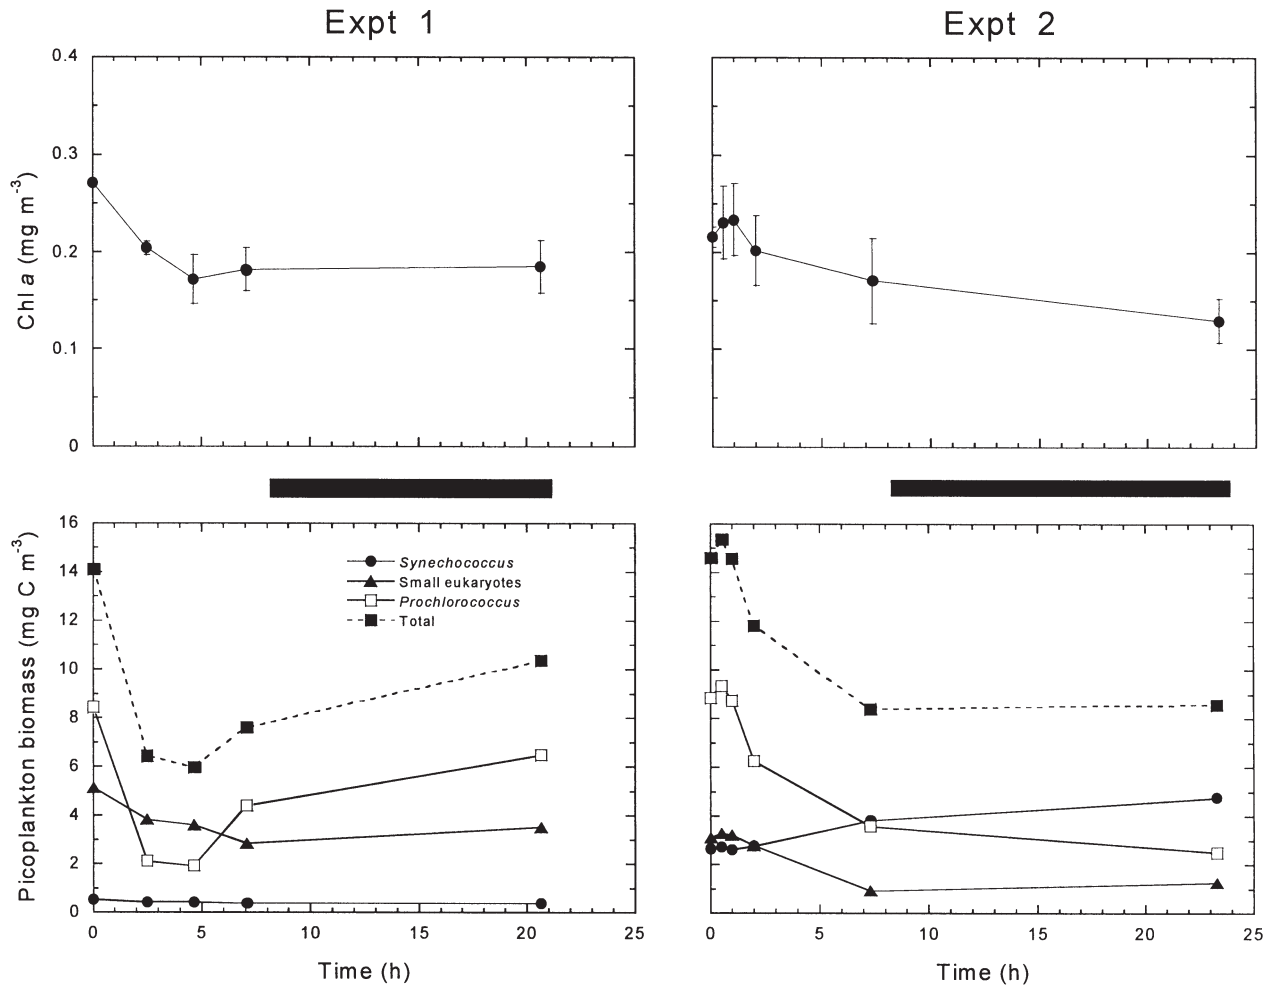 Expt 1
Expt 2
0.4
0.3
0.2
0.1
0
Chl a (mg m⁻³)
16
14
12
10
8
6
4
2
0
Picoplankton biomass (mg C m⁻³)
Synechococcus
Small eukaryotes
Prochlorococcus
Total
0 5 10 15 20 25
0 5 10 15 20 25
Time (h)
Time (h)